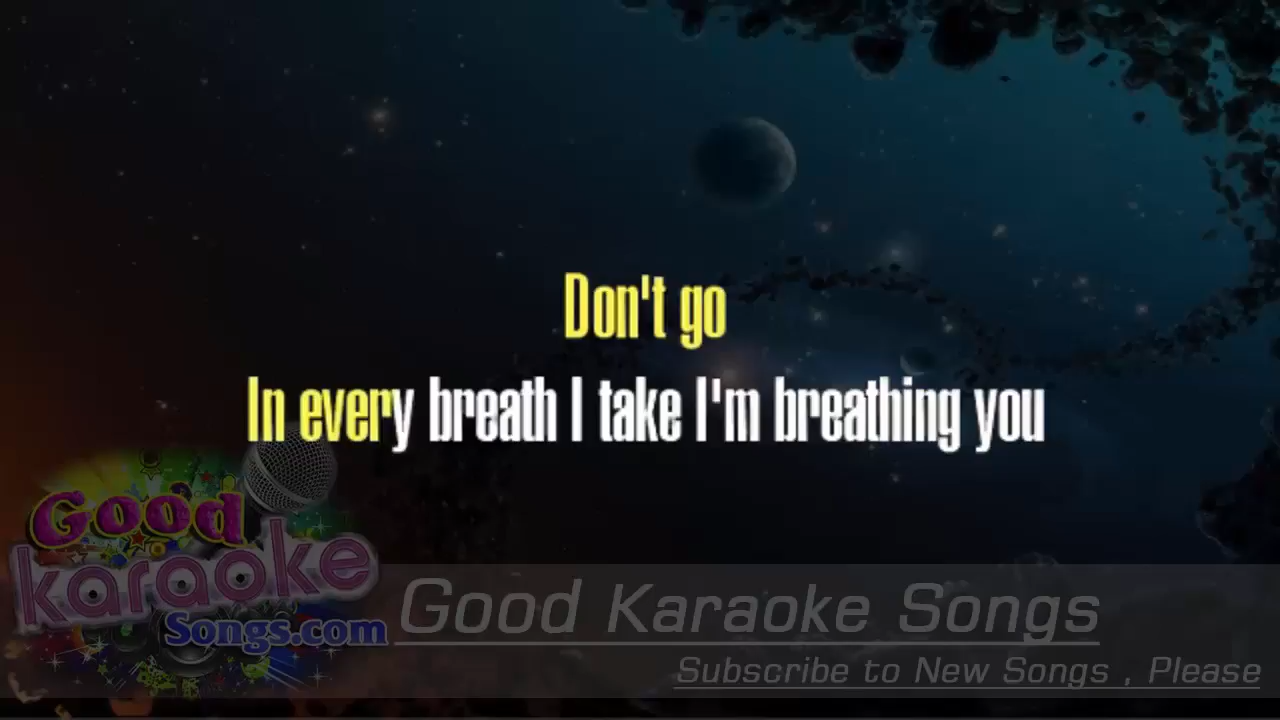 Don't go
In every breath I take I'm breathing you
Good
karaoke
Songs.com
Good Karaoke Songs
Subscribe to New Songs , Please